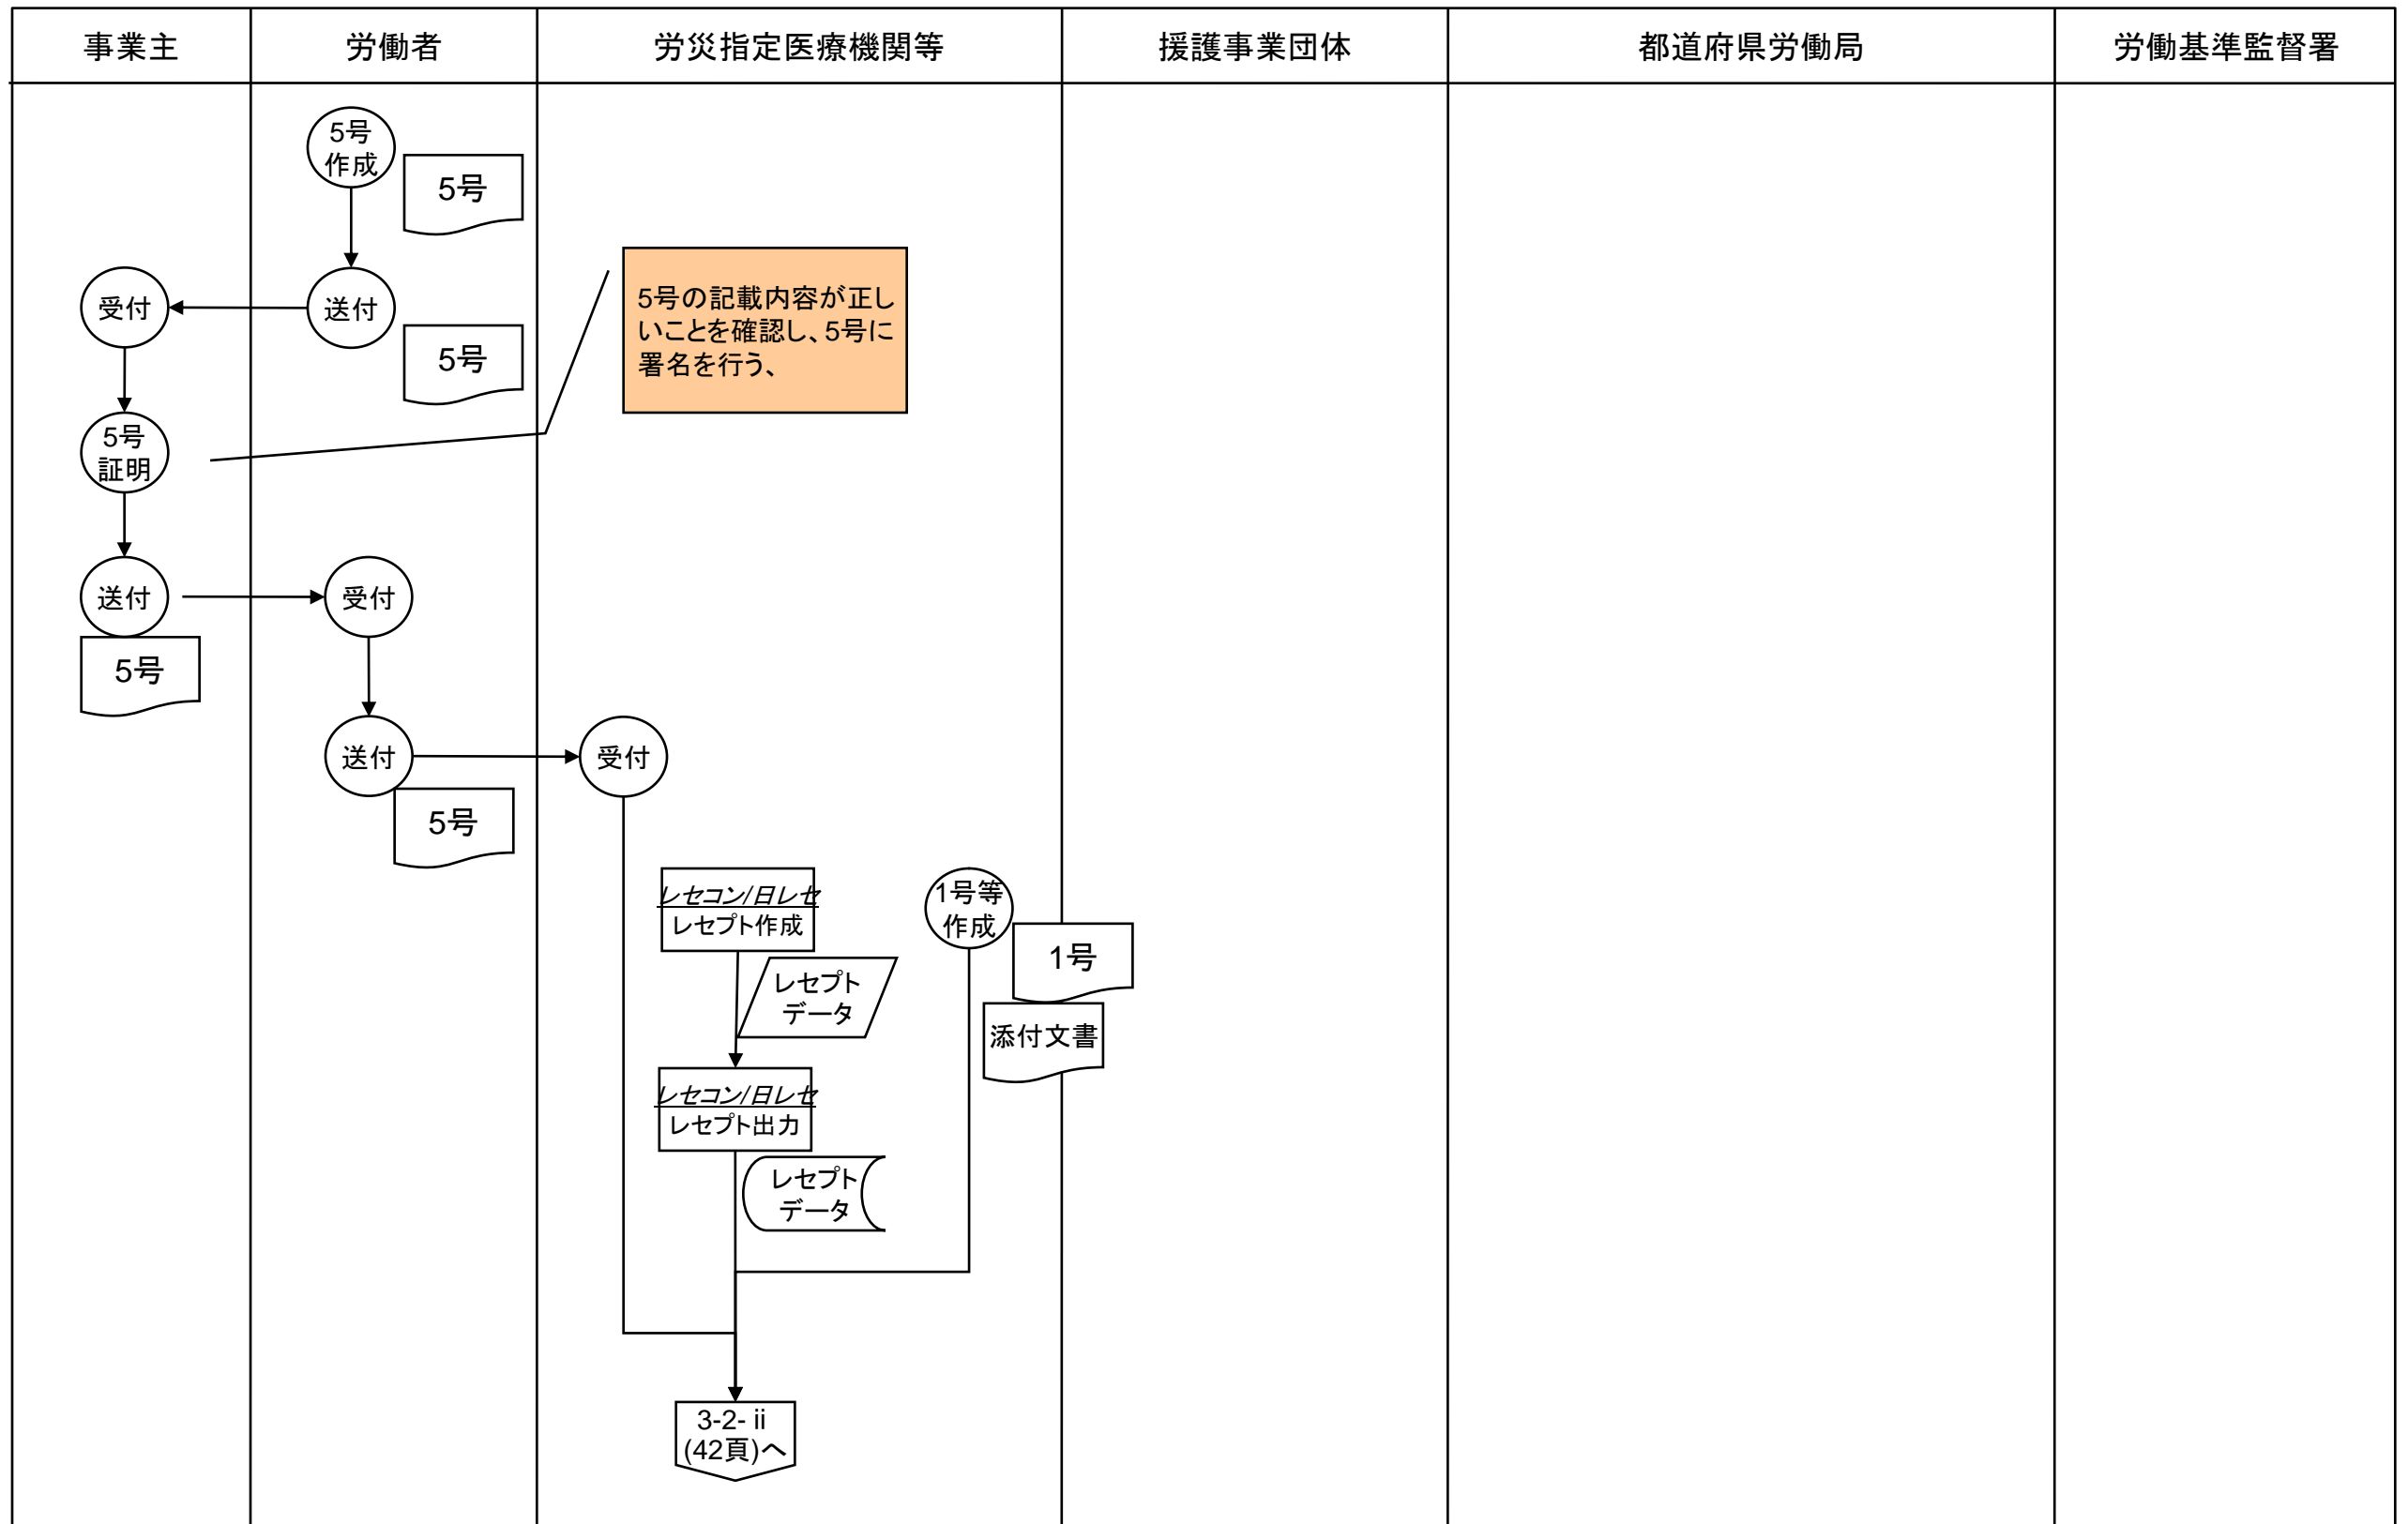 事業主
労働者
労災指定医療機関等
援護事業団体
都道府県労働局
労働基準監督署
5号
作成
5号
受付
送付
5号
5号の記載内容が正し
いことを確認し、5号に
署名を行う、
5号
証明
送付
受付
5号
送付
受付
5号
レセコン/日レセ
レセプト作成
1号等
作成
1号
レセプト
データ
添付文書
レセコン/日レセ
レセプト出力
レセプト
データ
3-2-ⅱ
(42頁)へ